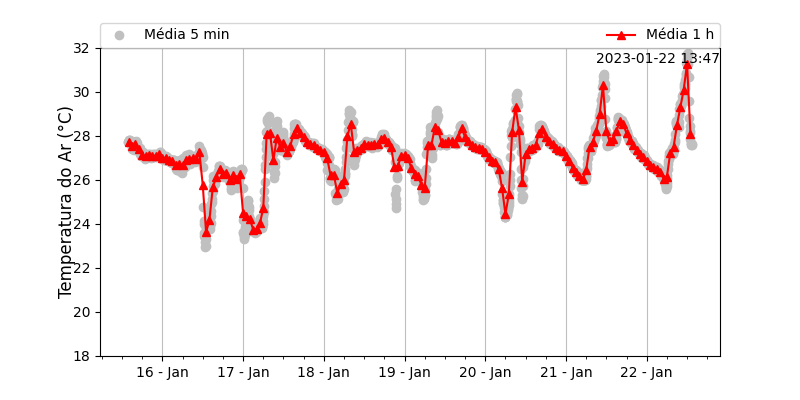 Média 5 min
Média 1 h
2023-01-22 13:47
Temperatura do Ar (°C)
32
30
28
26
24
22
20
18
16 - Jan
17 - Jan
18 - Jan
19 - Jan
20 - Jan
21 - Jan
22 - Jan